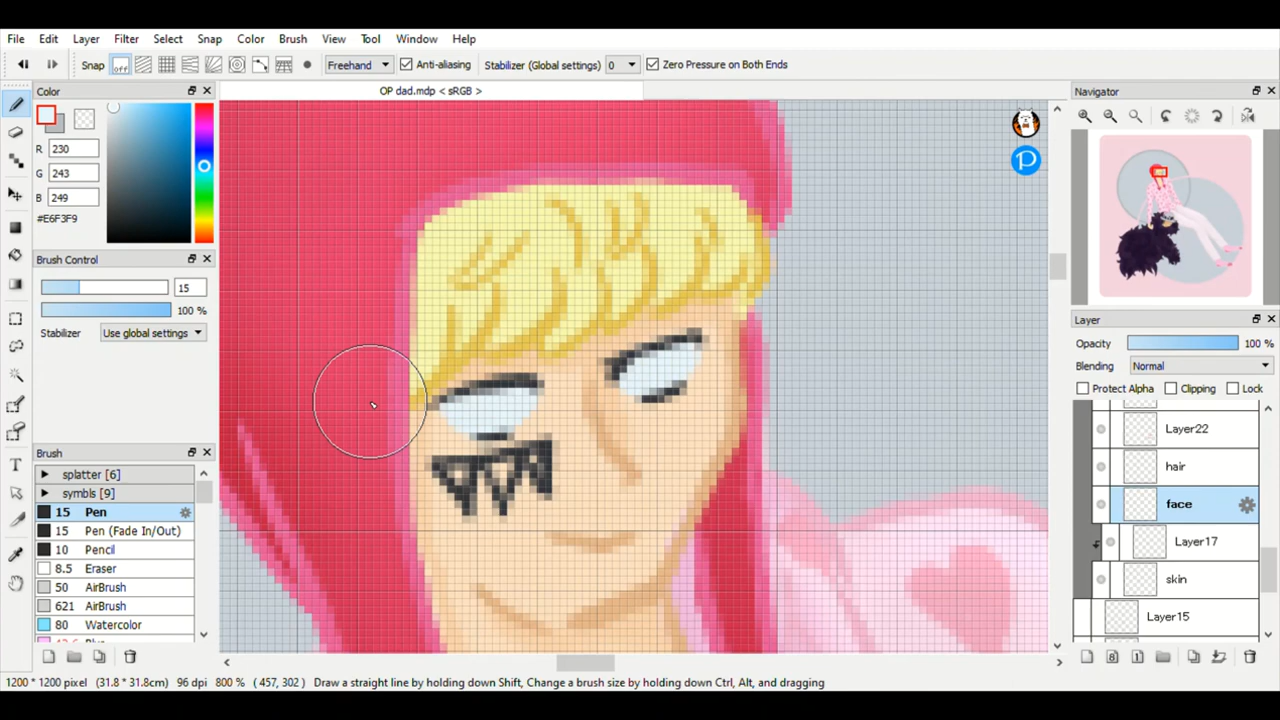 File Edit Layer Filter Select Snap Color Brush View Tool Window Help
Snap off Freehand Anti-aliasing Stabilizer (Global settings) 0 Zero Pressure on Both Ends
Color
OP dad.mdp < sRGB >
Navigator
R 230
G 243
B 249
#E6F3F9
Brush Control
15
100 %
Stabilizer Use global settings
Layer
Opacity 100 %
Blending Normal
Protect Alpha Clipping Lock
Layer22
hair
face
Layer17
skin
Layer15
Brush
splatter [6]
symbls [9]
15 Pen
15 Pen (Fade In/Out)
10 Pencil
8.5 Eraser
50 AirBrush
621 AirBrush
80 Watercolor
1200 * 1200 pixel (31.8 * 31.8cm) 96 dpi 800 % ( 457, 302 ) Draw a straight line by holding down Shift, Change a brush size by holding down Ctrl, Alt, and dragging